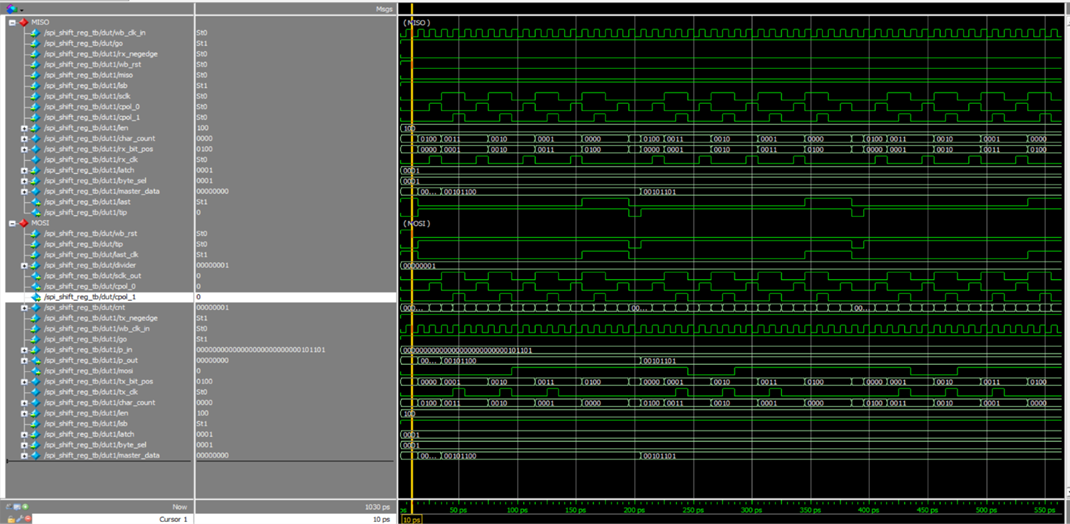 Msgs
MISO
(MISO)
/spi_shift_reg_tb/dut/wb_clk_in St0
/spi_shift_reg_tb/dut/go St1
/spi_shift_reg_tb/dut1/rx_negedge St0
/spi_shift_reg_tb/dut/wb_rst St0
/spi_shift_reg_tb/dut1/miso St0
/spi_shift_reg_tb/dut1/lsb St1
/spi_shift_reg_tb/dut1/sclk St0
/spi_shift_reg_tb/dut1/cpol_0 St0
/spi_shift_reg_tb/dut1/cpol_1 St0
/spi_shift_reg_tb/dut1/len 100 100
/spi_shift_reg_tb/dut1/char_count 0000 0100 0011 0010 0001 0000 0100 0011 0010 0001 0000 0100 0011 0010 0001 0000
/spi_shift_reg_tb/dut1/rx_bit_pos 0100 0000 0001 0010 0011 0100 0000 0001 0010 0011 0100 0000 0001 0010 0011 0100
/spi_shift_reg_tb/dut1/rx_clk St0
/spi_shift_reg_tb/dut1/latch 0001 0001
/spi_shift_reg_tb/dut1/byte_sel 0001 0001
/spi_shift_reg_tb/dut1/master_data 00000000 00... 00101100 00101101
/spi_shift_reg_tb/dut1/last St1
/spi_shift_reg_tb/dut1/tip 0
MOSI
(MOSI)
/spi_shift_reg_tb/dut/wb_rst St0
/spi_shift_reg_tb/dut/tip St0
/spi_shift_reg_tb/dut/last_clk St1
/spi_shift_reg_tb/dut/divider 00000001 00000001
/spi_shift_reg_tb/dut/sclk_out 0
/spi_shift_reg_tb/dut/cpol_0 0
/spi_shift_reg_tb/dut/cpol_1 0
/spi_shift_reg_tb/dut/cnt 00000001 000... 00... 00...
/spi_shift_reg_tb/dut1/tx_negedge St1
/spi_shift_reg_tb/dut/wb_clk_in St0
/spi_shift_reg_tb/dut/go St1
/spi_shift_reg_tb/dut1/p_in
/spi_shift_reg_tb/dut1/p_out 00000000 00... 00101100 00101101
/spi_shift_reg_tb/dut1/mosi 0
/spi_shift_reg_tb/dut1/tx_bit_pos 0100 0000 0001 0010 0011 0100 0000 0001 0010 0011 0100 0000 0001 0010 0011 0100
/spi_shift_reg_tb/dut1/tx_clk St0
/spi_shift_reg_tb/dut1/char_count 0000 0100 0011 0010 0001 0000 0100 0011 0010 0001 0000 0100 0011 0010 0001 0000
/spi_shift_reg_tb/dut1/len 100 100
/spi_shift_reg_tb/dut1/lsb St1
/spi_shift_reg_tb/dut1/latch 0001 0001
/spi_shift_reg_tb/dut1/byte_sel 0001 0001
/spi_shift_reg_tb/dut1/master_data 00000000 00... 00101100 00101101
Now 1030 ps ps 50 ps 100 ps 150 ps 200 ps 250 ps 300 ps 350 ps 400 ps 450 ps 500 ps 550 ps
Cursor 1 10 ps 10 ps